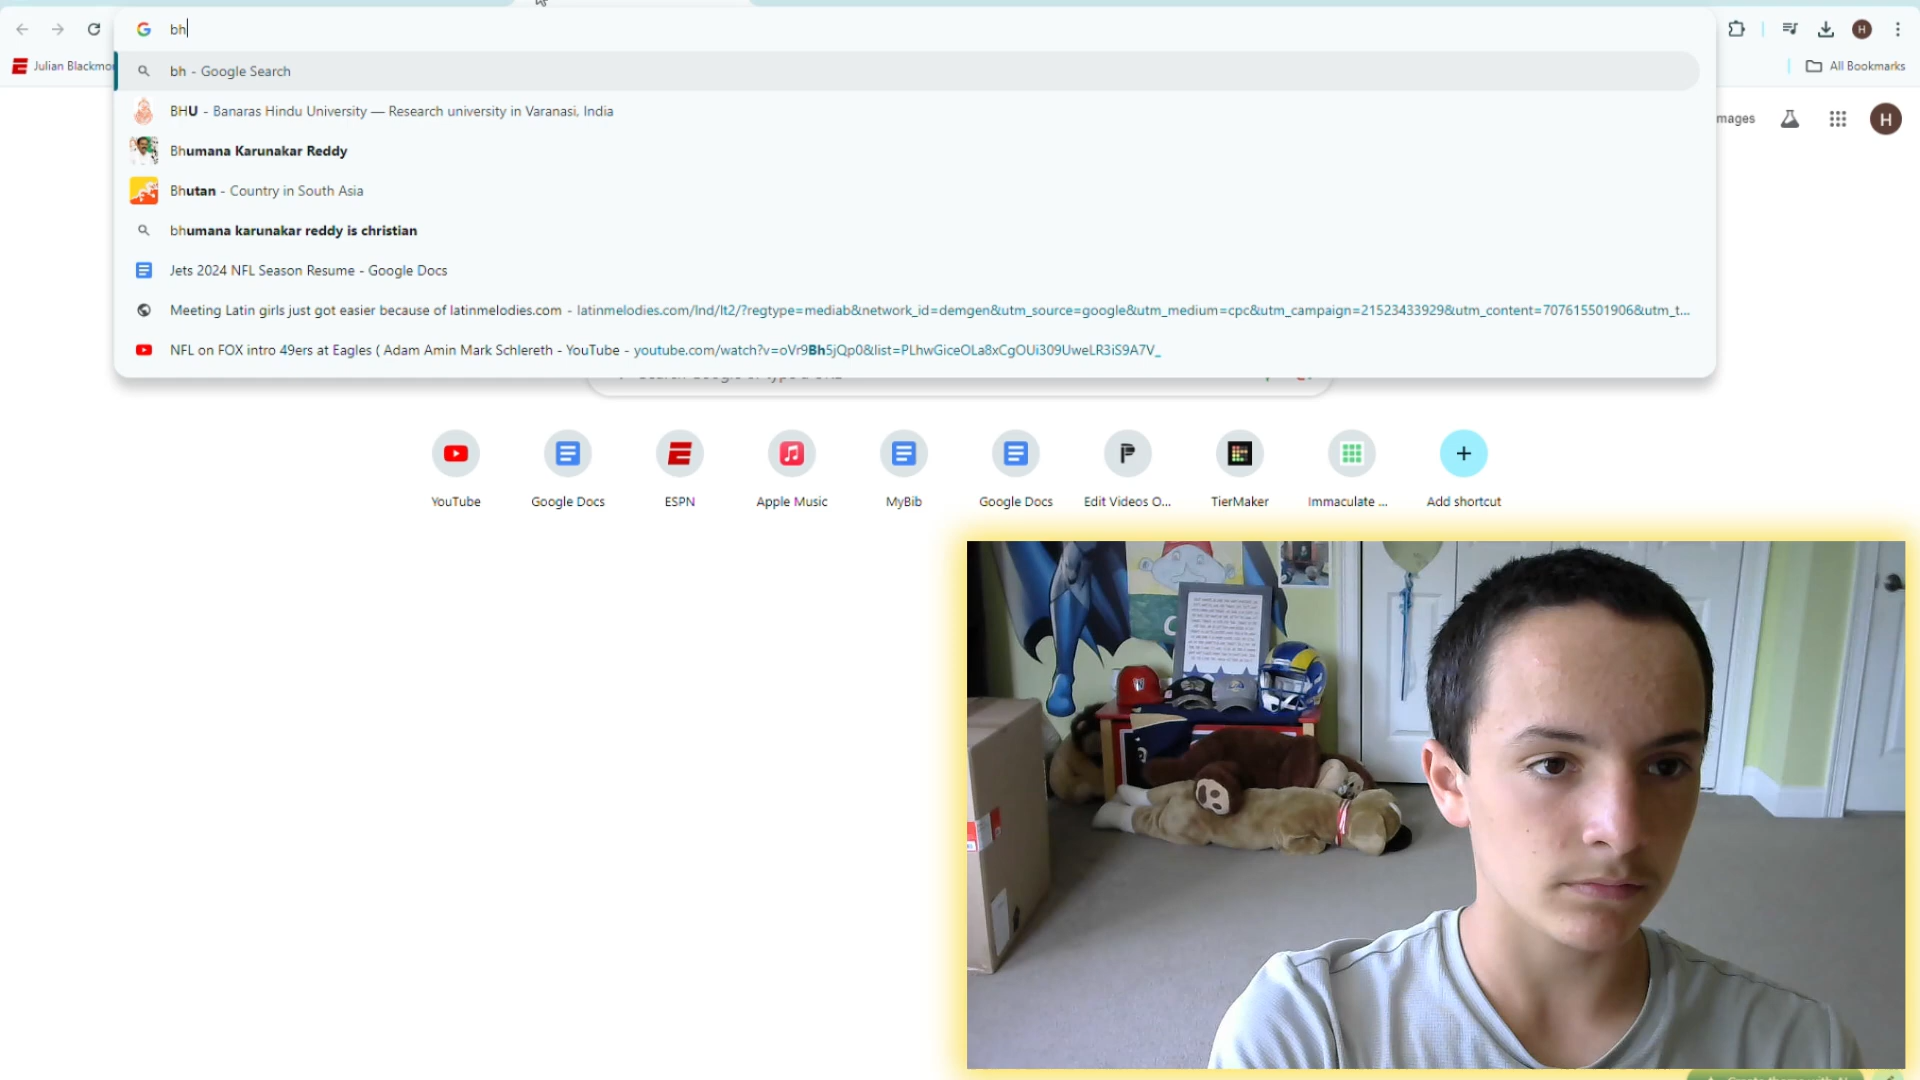 bh
Julian Blackmo
All Bookmarks
bh - Google Search
BHU - Banaras Hindu University — Research university in Varanasi, India
mages
H
Bhumana Karunakar Reddy
Bhutan - Country in South Asia
bhumana karunakar reddy is christian
Jets 2024 NFL Season Resume - Google Docs
Meeting Latin girls just got easier because of latinmelodies.com - latinmelodies.com/lnd/lt2/?regtype=mediab&network_id=demgen&utm_source=google&utm_medium=cpc&utm_campaign=21523433929&utm_content=707615501906&utm_t...
NFL on FOX intro 49ers at Eagles ( Adam Amin Mark Schlereth - YouTube - youtube.com/watch?v=oVr9Bh5jQp0&list=PLhwGiceOLa8xCgOUi309UweLR3iS9A7V_
YouTube
Google Docs
ESPN
Apple Music
MyBib
Google Docs
Edit Videos O...
TierMaker
Immaculate ...
Add shortcut